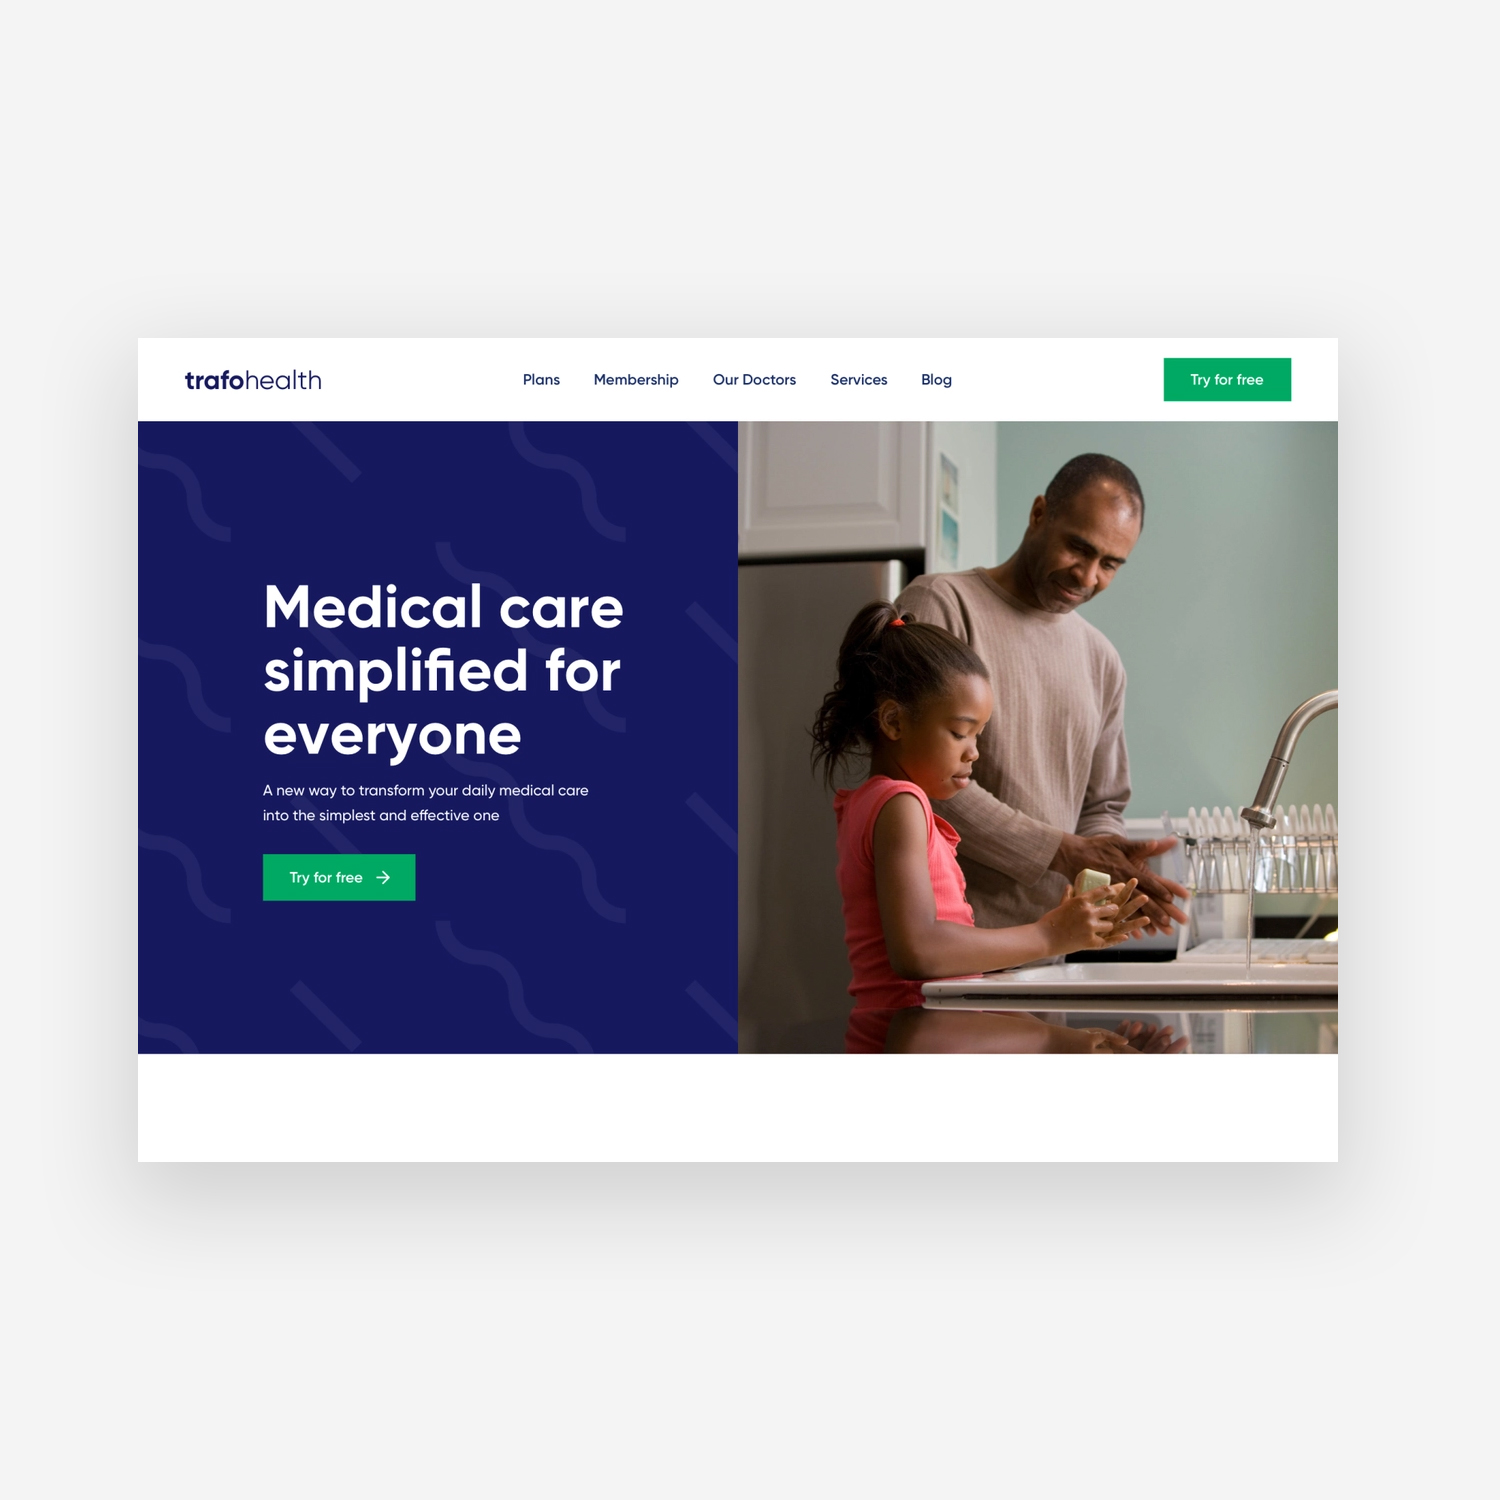 trafohealth
Plans Membership Our Doctors Services Blog
Try for free
Medical care
simplified for
everyone
A new way to transform your daily medical care
into the simplest and effective one
Try for free →